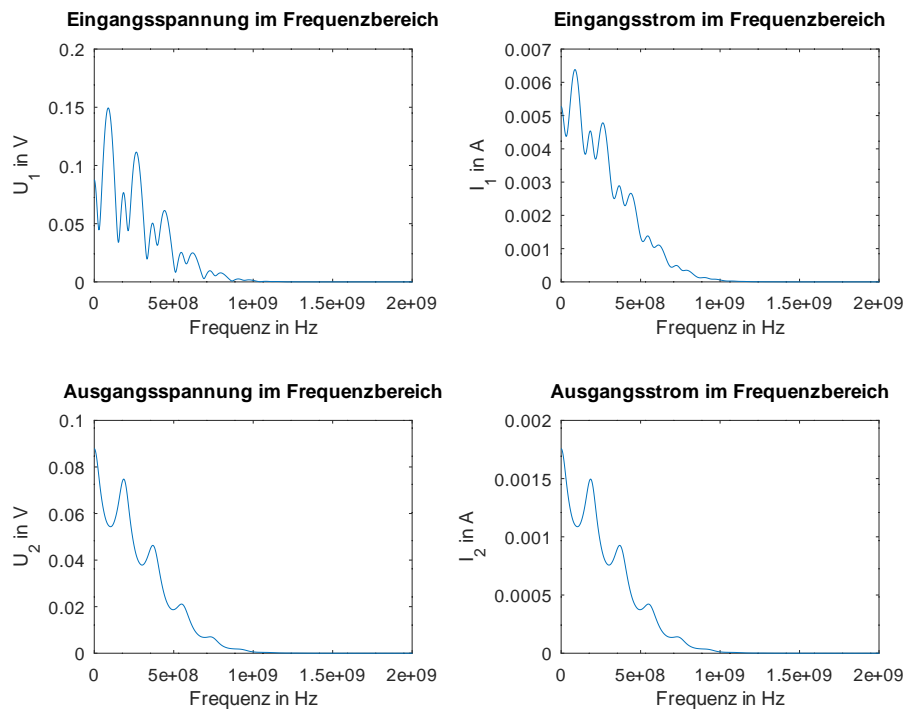 Eingangsspannung im Frequenzbereich
0.2
0.15
0.1
0.05
0
U_1 in V
0 5e+08 1e+09 1.5e+09 2e+09
Frequenz in Hz
Eingangsstrom im Frequenzbereich
0.007
0.006
0.005
0.004
0.003
0.002
0.001
0
I_1 in A
0 5e+08 1e+09 1.5e+09 2e+09
Frequenz in Hz
Ausgangsspannung im Frequenzbereich
0.1
0.08
0.06
0.04
0.02
0
U_2 in V
0 5e+08 1e+09 1.5e+09 2e+09
Frequenz in Hz
Ausgangsstrom im Frequenzbereich
0.002
0.0015
0.001
0.0005
0
I_2 in A
0 5e+08 1e+09 1.5e+09 2e+09
Frequenz in Hz